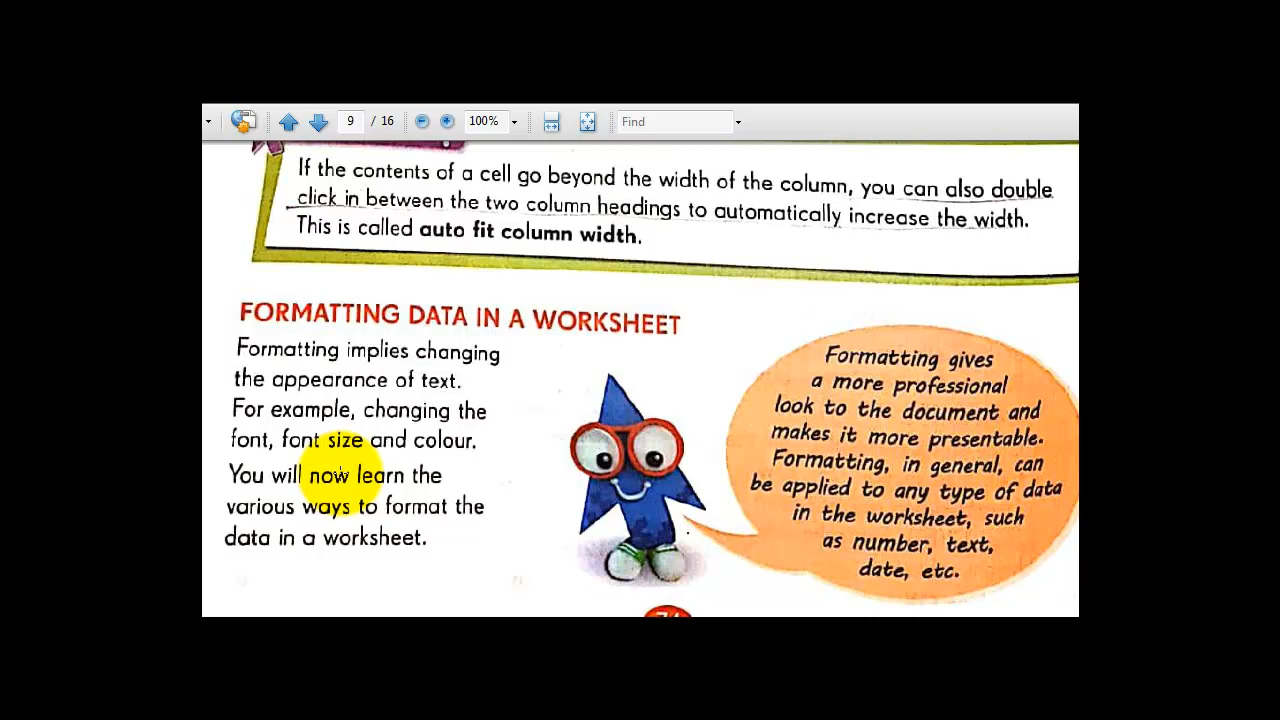 9 / 16 100% Find
If the contents of a cell go beyond the width of the column, you can also double
click in between the two column headings to automatically increase the width.
This is called auto fit column width.
FORMATTING DATA IN A WORKSHEET
Formatting implies changing
the appearance of text.
For example, changing the
font, font size and colour.
You will now learn the
various ways to format the
data in a worksheet.
Formatting gives
a more professional
look to the document and
makes it more presentable.
Formatting, in general, can
be applied to any type of data
in the worksheet, such
as number, text,
date, etc.